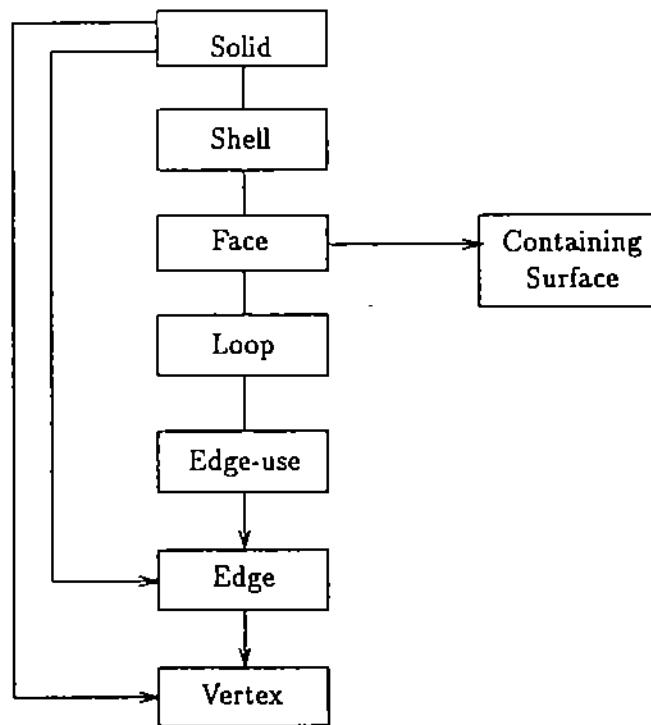 Solid
Shell
Face
Containing
Surface
Loop
Edge-use
Edge
Vertex